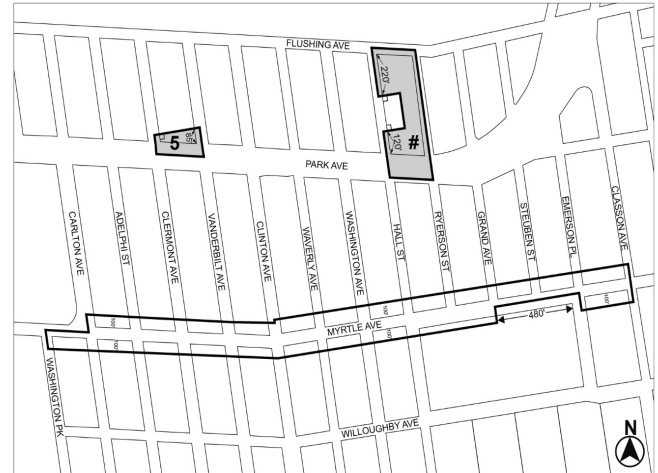 FLUSHING AVE
220'
85'
5
120'
#
PARK AVE
CARLTON AVE
ADELPHI ST
CLERMONT AVE
VANDERBILT AVE
CLINTON AVE
WAVERLY AVE
WASHINGTON AVE
HALL ST
RYERSON ST
GRAND AVE
STEUBEN ST
EMERSON PL
CLASSON AVE
100'
100'
100'
100'
MYRTLE AVE
480'
100'
100'
100'
WASHINGTON PK
WILLOUGHBY AVE
N